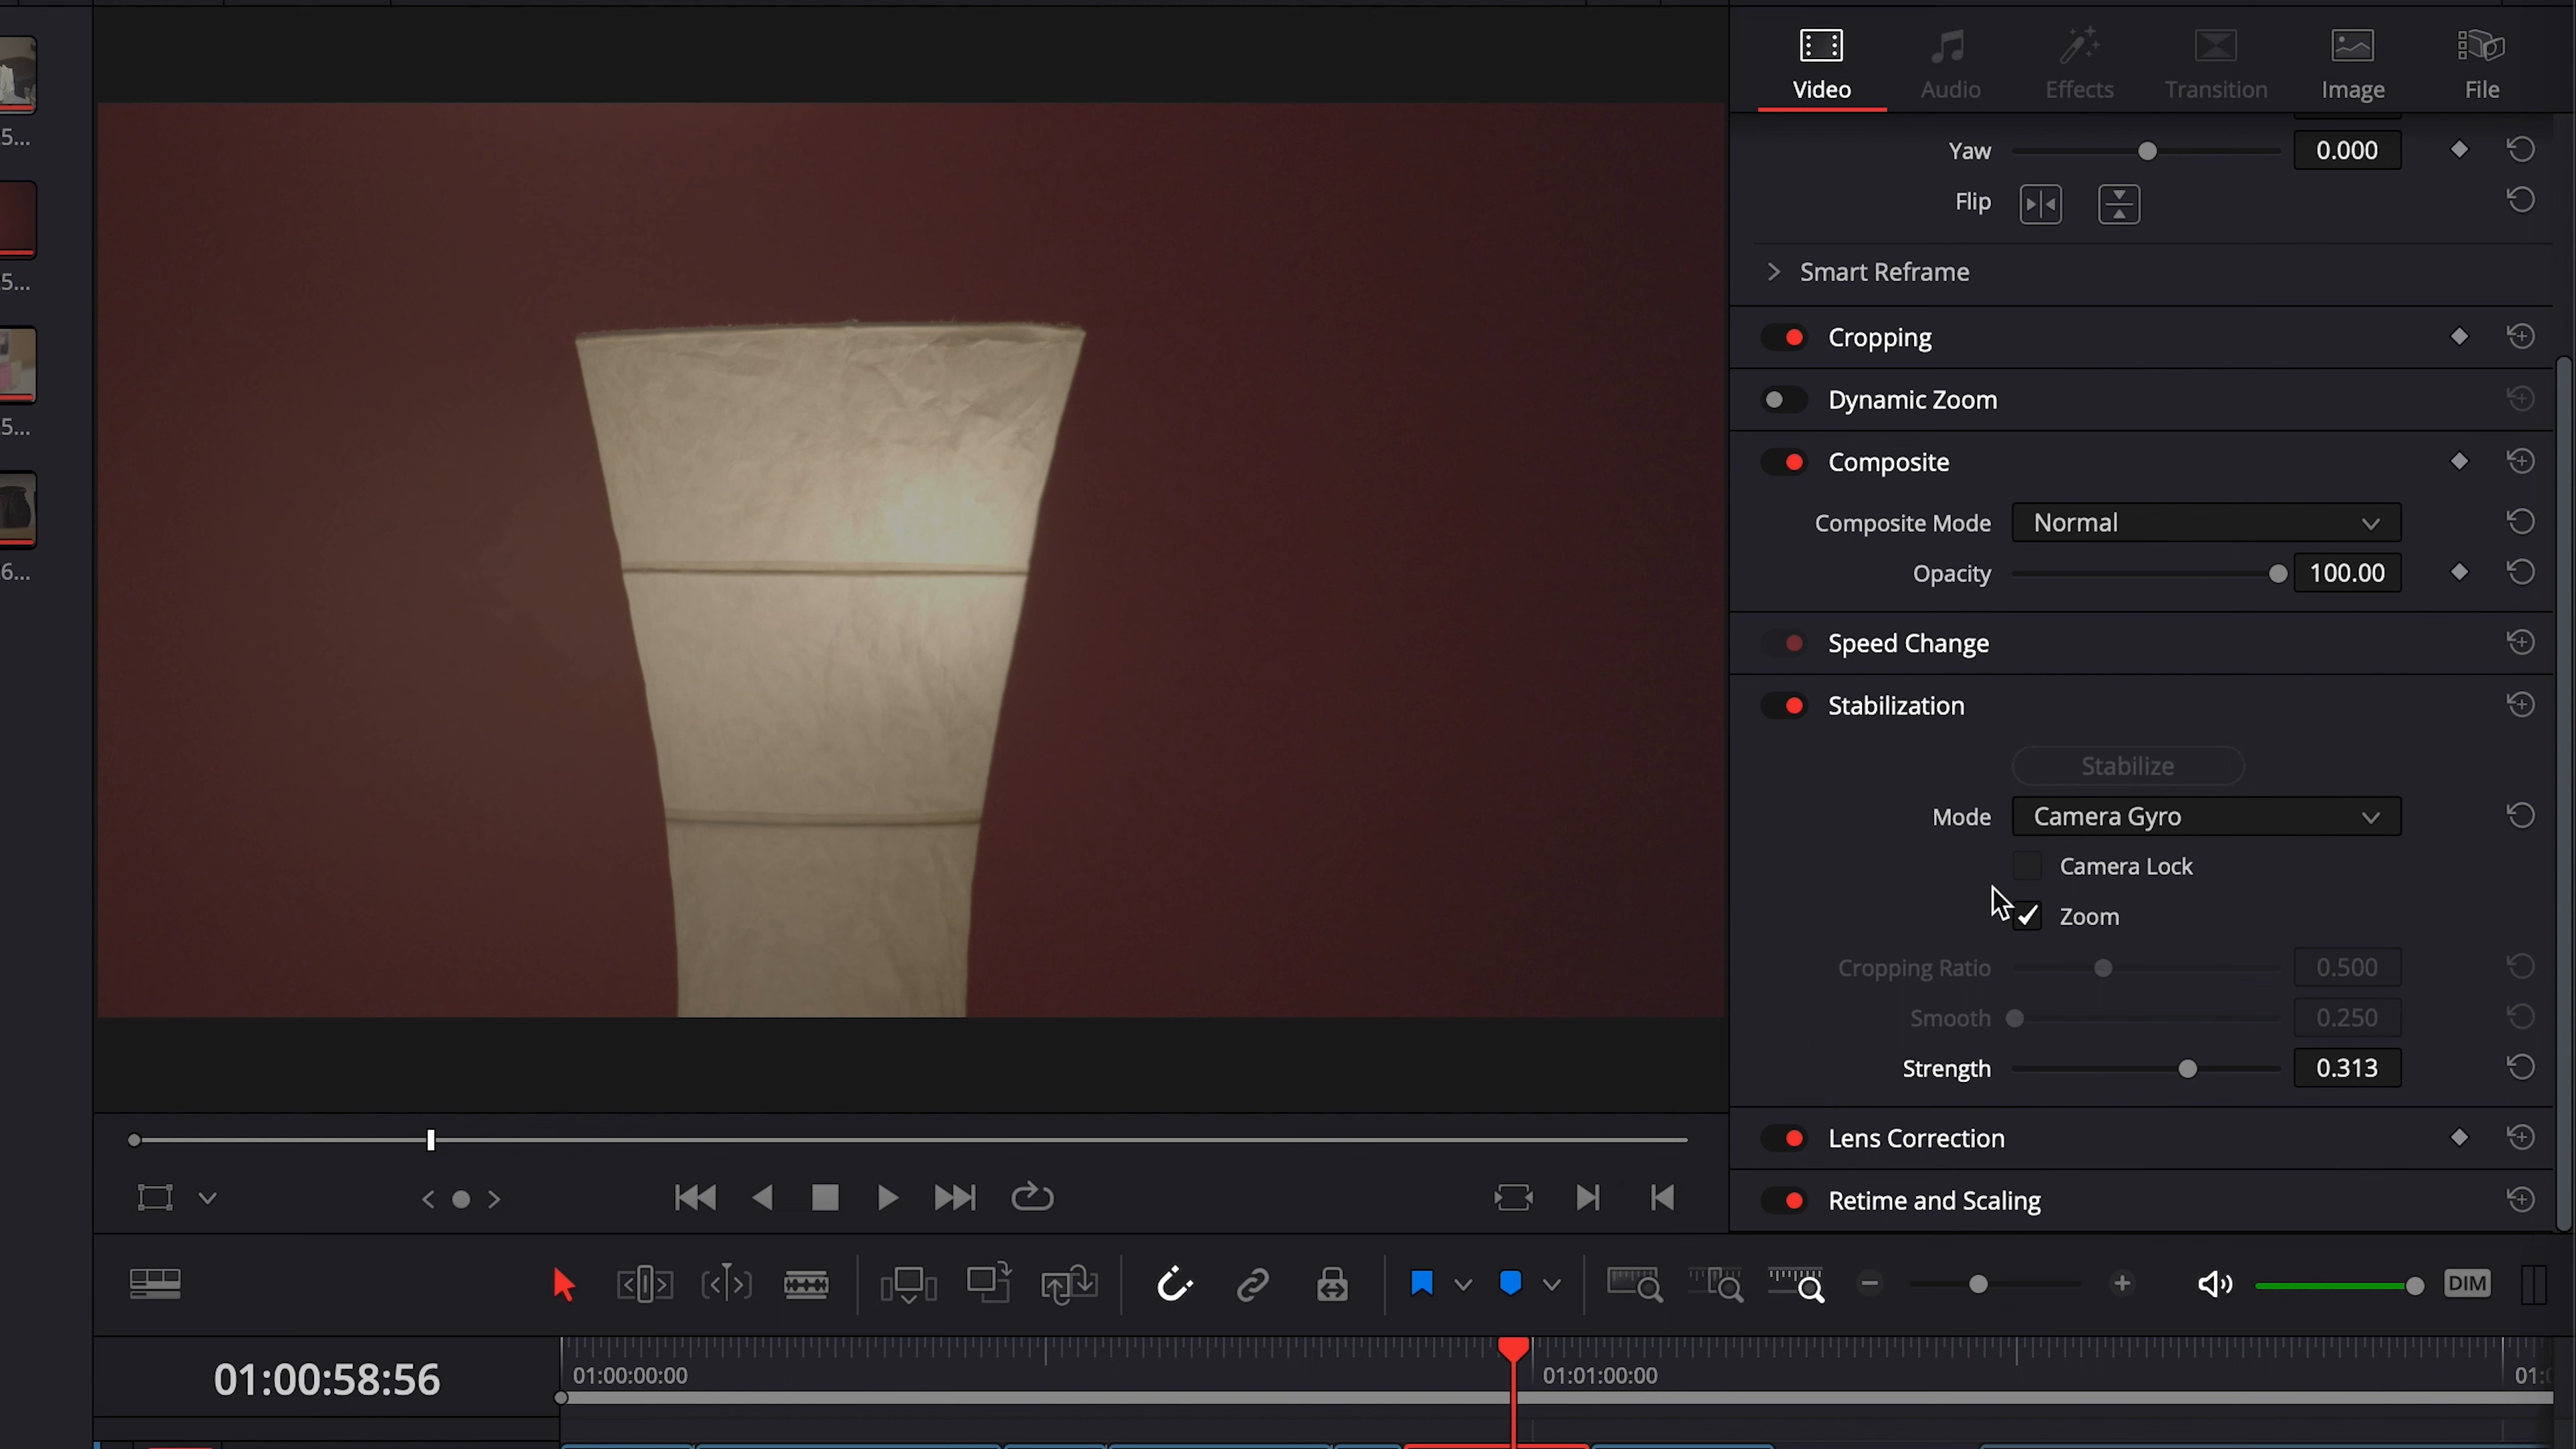 Video Audio Effects Transition Image File
5...
Yaw 0.000
Flip
5...
Smart Reframe
Cropping
Dynamic Zoom
5...
Composite
Composite Mode Normal
Opacity 100.00
6...
Speed Change
Stabilization
Stabilize
Mode Camera Gyro
Camera Lock
Zoom
Cropping Ratio 0.500
Smooth 0.250
Strength 0.313
Lens Correction
Retime and Scaling
DIM
01:00:58:56
01:00:00:00 01:01:00:00